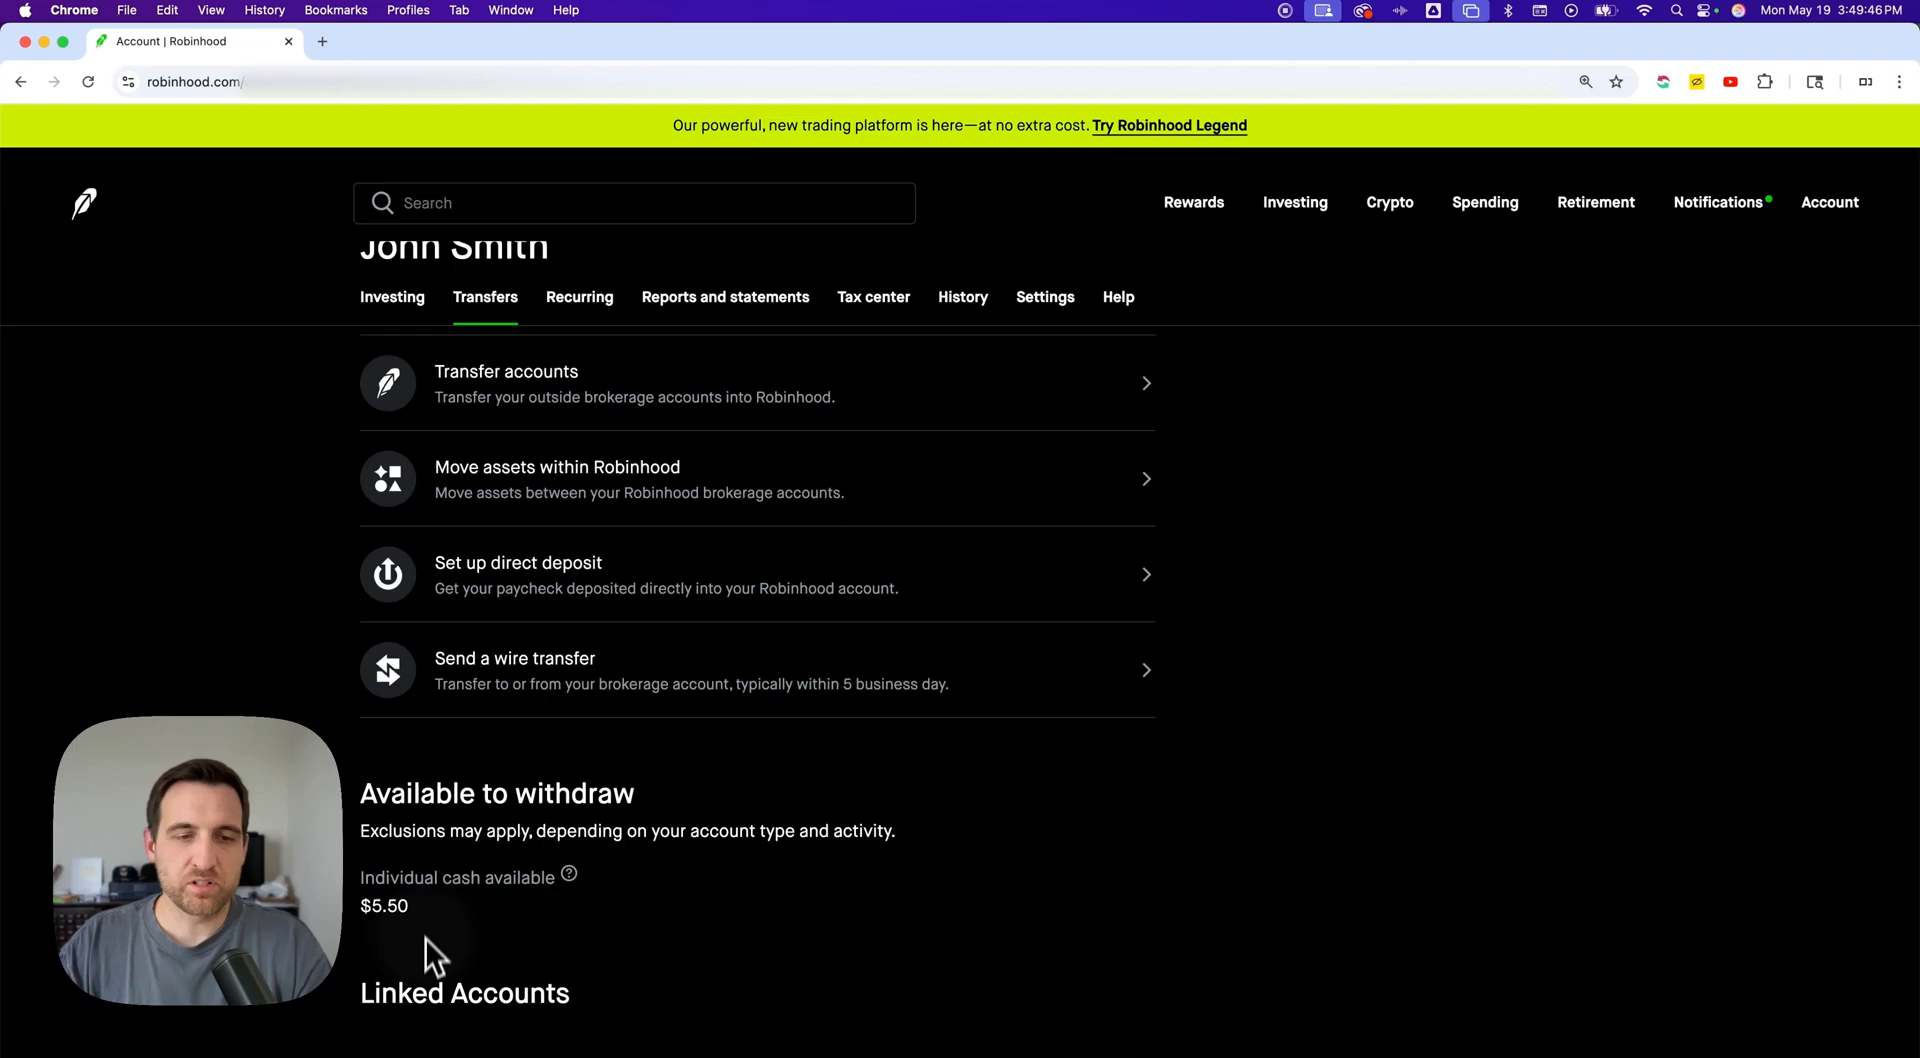 Chrome File Edit View History Bookmarks Profiles Tab Window Help Mon May 19 3:49:46 PM
Account | Robinhood
robinhood.com/
Our powerful, new trading platform is here—at no extra cost. Try Robinhood Legend
Search
Rewards Investing Crypto Spending Retirement Notifications Account
John Smith
Investing Transfers Recurring Reports and statements Tax center History Settings Help
Transfer accounts
Transfer your outside brokerage accounts into Robinhood.
Move assets within Robinhood
Move assets between your Robinhood brokerage accounts.
Set up direct deposit
Get your paycheck deposited directly into your Robinhood account.
Send a wire transfer
Transfer to or from your brokerage account, typically within 5 business day.
Available to withdraw
Exclusions may apply, depending on your account type and activity.
Individual cash available
$5.50
Linked Accounts